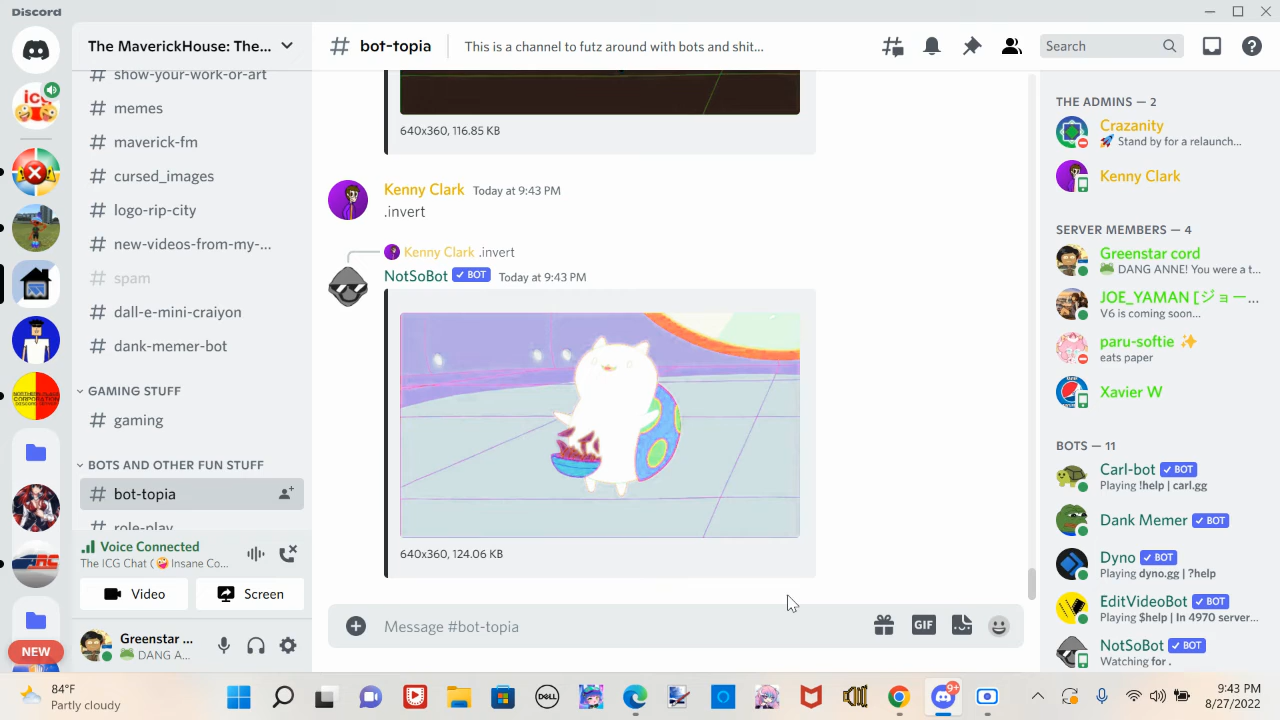 Discord
The MaverickHouse: The...
show-your-work-or-art
memes
maverick-fm
cursed_images
logo-rip-city
new-videos-from-my-...
spam
dall-e-mini-craiyon
dank-memer-bot
GAMING STUFF
gaming
BOTS AND OTHER FUN STUFF
bot-topia
role-play
Voice Connected
The ICG Chat (🤪 Insane Co...
Video
Screen
Greenstar ...
DANG A...
NEW
# bot-topia
This is a channel to futz around with bots and shit...
Search
640x360, 116.85 KB
Kenny Clark Today at 9:43 PM
.invert
Kenny Clark .invert
NotSoBot ✓ BOT Today at 9:43 PM
640x360, 124.06 KB
Message #bot-topia
GIF
THE ADMINS — 2
Crazanity
🚀 Stand by for a relaunch...
Kenny Clark
SERVER MEMBERS — 4
Greenstar cord
DANG ANNE! You were a t...
JOE_YAMAN [ジョー...
V6 is coming soon...
paru-softie ✨
eats paper
Xavier W
BOTS — 11
Carl-bot ✓ BOT
Playing !help | carl.gg
Dank Memer ✓ BOT
Dyno ✓ BOT
Playing dyno.gg | ?help
EditVideoBot ✓ BOT
Playing $help | In 4970 server...
NotSoBot ✓ BOT
Watching for .
84°F
Partly cloudy
DELL
9+
9:43 PM
8/27/2022